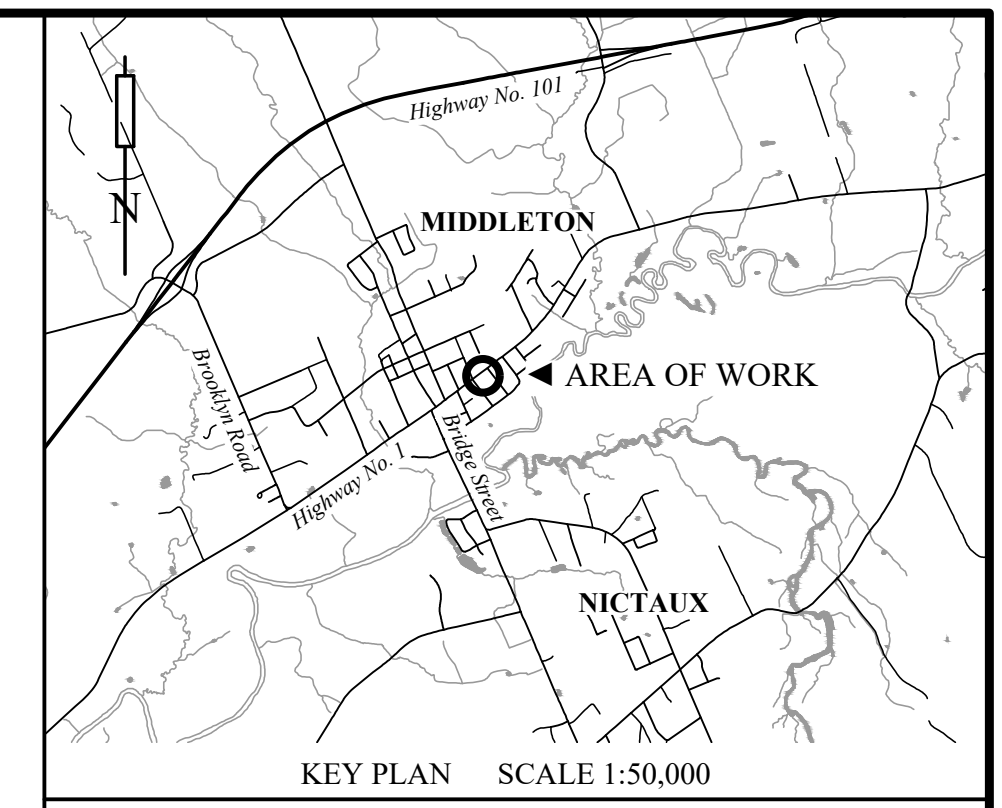 Highway No. 101
N
MIDDLETON
AREA OF WORK
Brooklyn Road
Bridge Street
Highway No. 1
NICTAUX
KEY PLAN SCALE 1:50,000